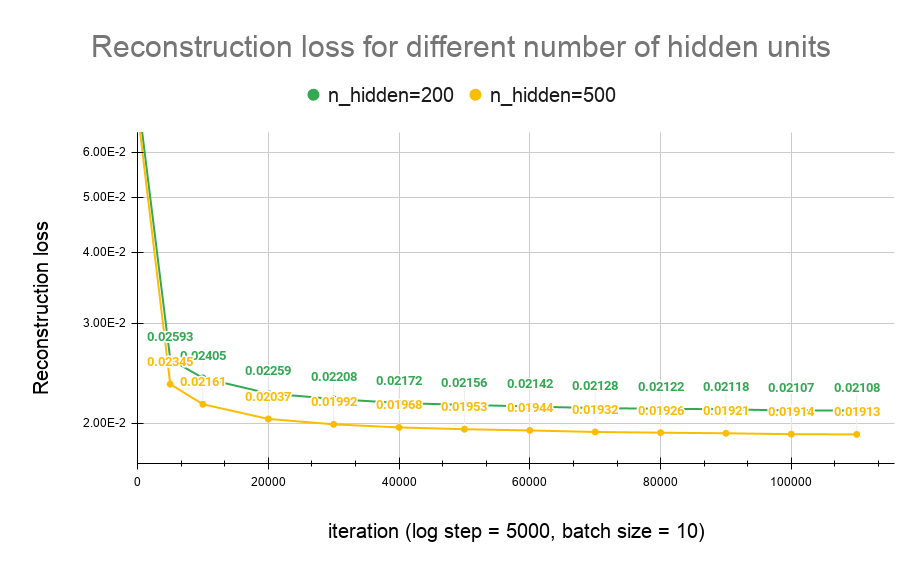 Reconstruction loss for different number of hidden units
n_hidden=200 n_hidden=500
6.00E-2
5.00E-2
4.00E-2
3.00E-2
2.00E-2
Reconstruction loss
0.02593 0.02405 0.02259 0.02208 0.02172 0.02156 0.02142 0.02128 0.02122 0.02118 0.02107 0.02108
0.02345 0.02161 0.02037 0.01992 0.01968 0.01953 0.01944 0.01932 0.01926 0.01921 0.01914 0.01913
0 20000 40000 60000 80000 100000
iteration (log step = 5000, batch size = 10)